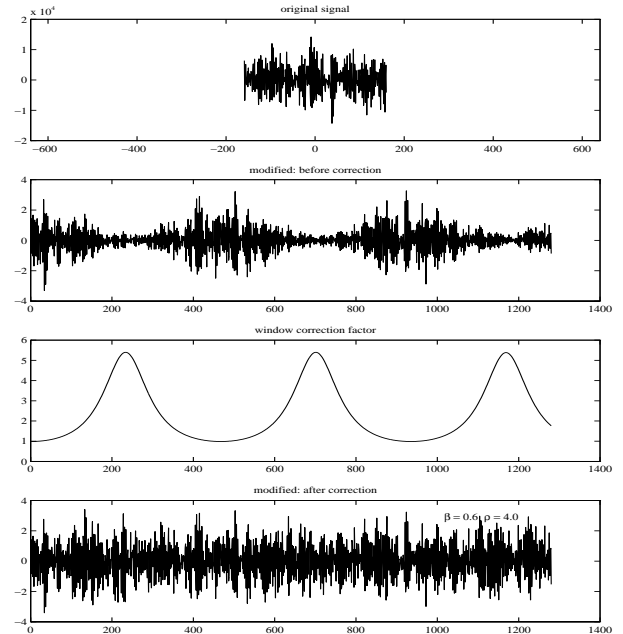 original signal
x 10⁴
2
1
0
−1
−2
−600 −400 −200 0 200 400 600
modified: before correction
4
2
0
−2
−4
0 200 400 600 800 1000 1200 1400
window correction factor
6
5
4
3
2
1
0
0 200 400 600 800 1000 1200 1400
modified: after correction
4
β = 0.6, ρ = 4.0
2
0
−2
−4
0 200 400 600 800 1000 1200 1400